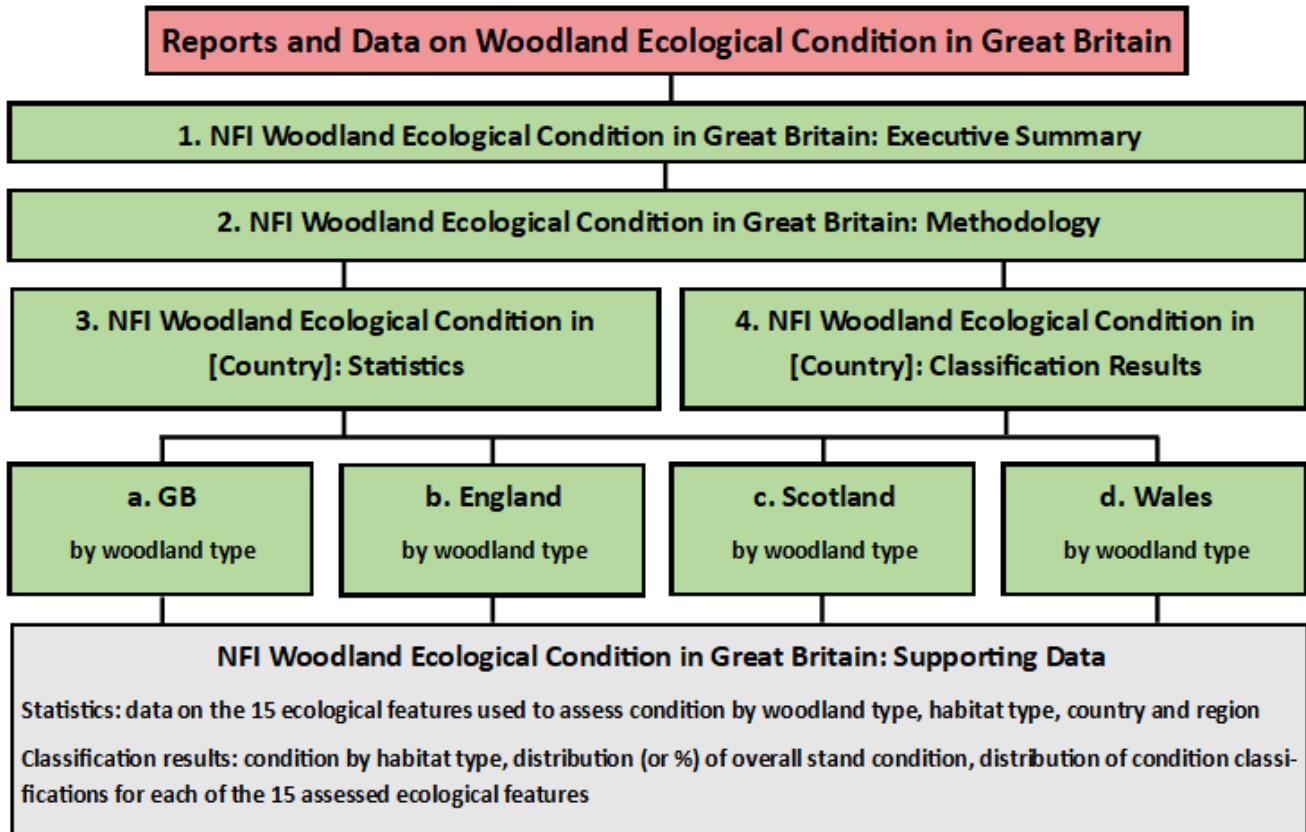 Reports and Data on Woodland Ecological Condition in Great Britain
1. NFI Woodland Ecological Condition in Great Britain: Executive Summary
2. NFI Woodland Ecological Condition in Great Britain: Methodology
3. NFI Woodland Ecological Condition in
[Country]: Statistics
4. NFI Woodland Ecological Condition in
[Country]: Classification Results
a. GB
by woodland type
b. England
by woodland type
c. Scotland
by woodland type
d. Wales
by woodland type
NFI Woodland Ecological Condition in Great Britain: Supporting Data
Statistics: data on the 15 ecological features used to assess condition by woodland type, habitat type, country and region
Classification results: condition by habitat type, distribution (or %) of overall stand condition, distribution of condition classi-
fications for each of the 15 assessed ecological features